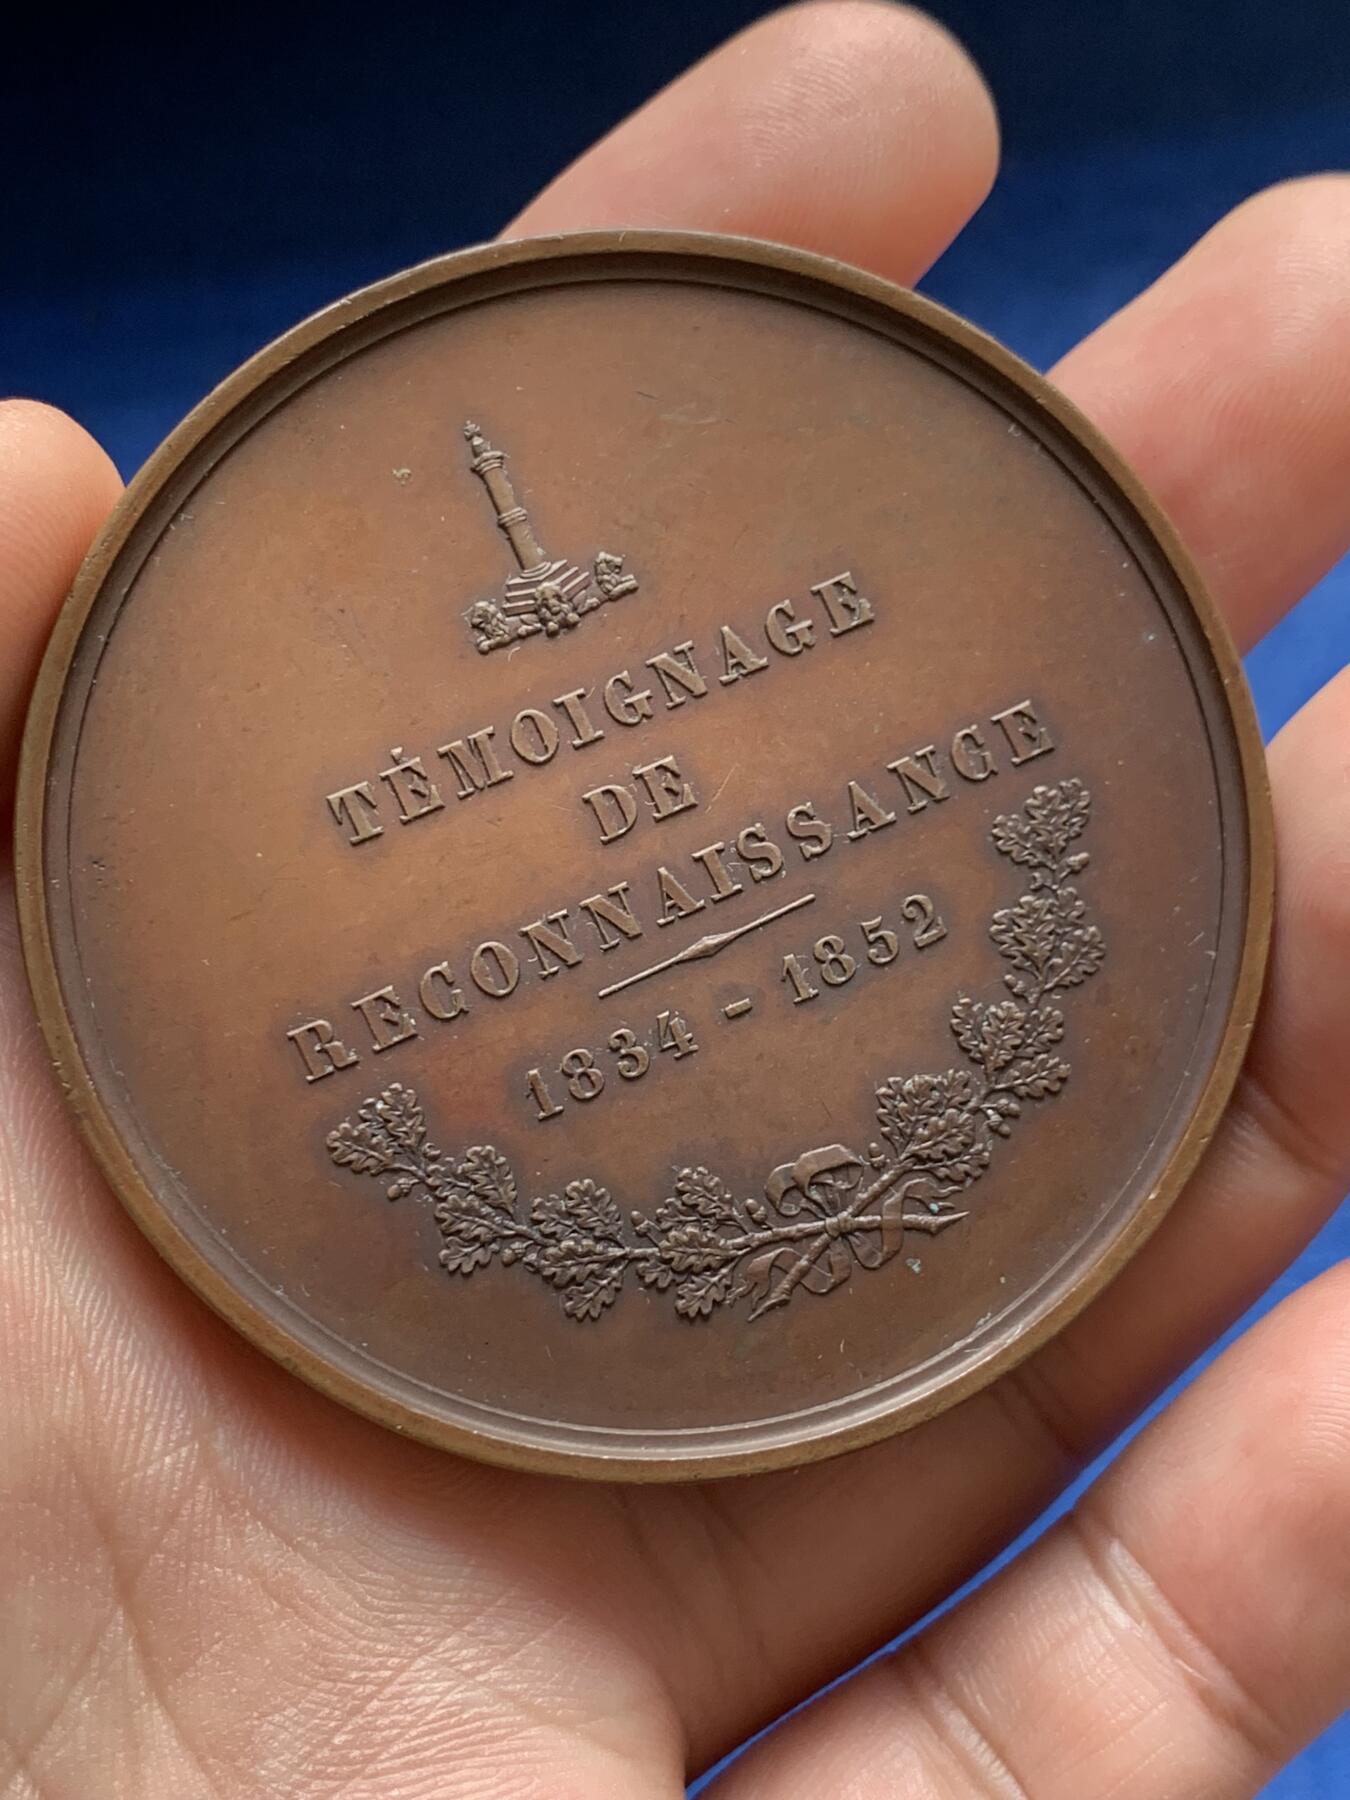 TÉMOIGNAGE
DE
RECONNAISSANCE
1834 - 1852